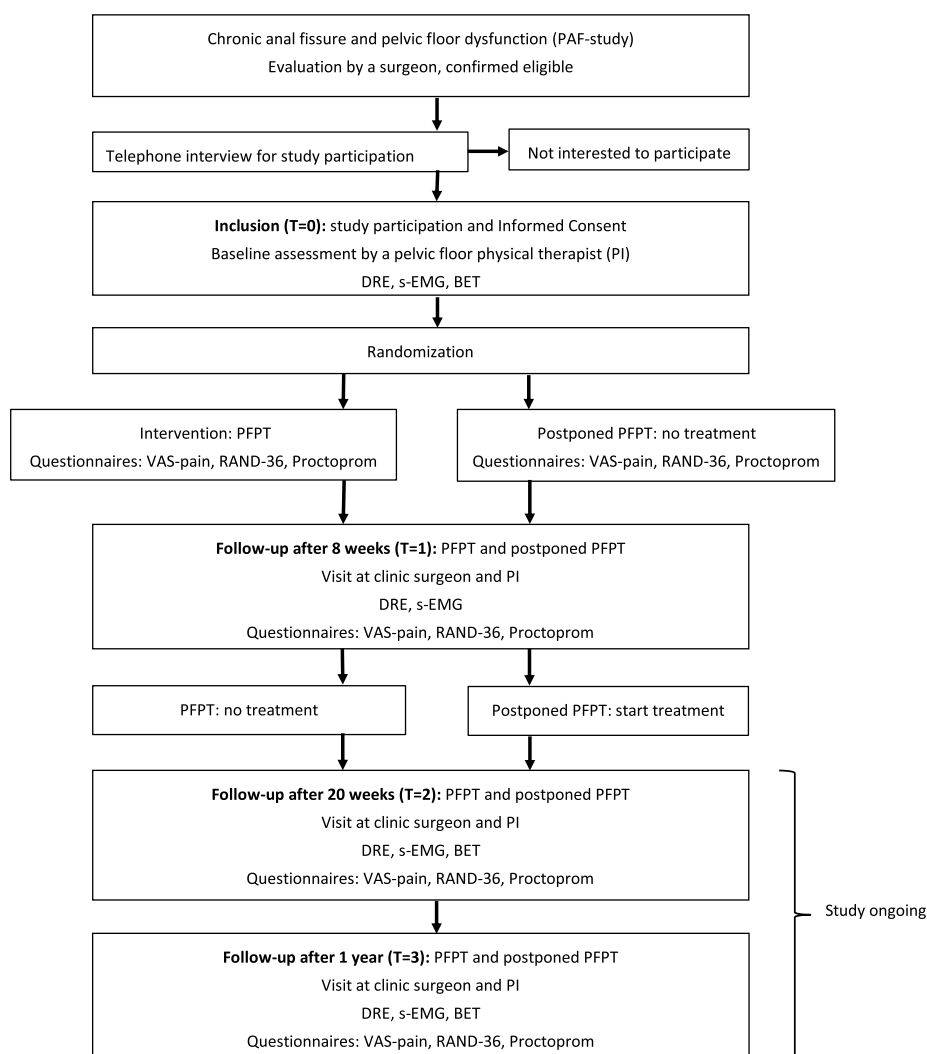 Chronic anal fissure and pelvic floor dysfunction (PAF-study)
Evaluation by a surgeon, confirmed eligible
Telephone interview for study participation
Not interested to participate
Inclusion (T=0): study participation and Informed Consent
Baseline assessment by a pelvic floor physical therapist (PI)
DRE, s-EMG, BET
Randomization
Intervention: PFPT
Questionnaires: VAS-pain, RAND-36, Proctoprom
Postponed PFPT: no treatment
Questionnaires: VAS-pain, RAND-36, Proctoprom
Follow-up after 8 weeks (T=1): PFPT and postponed PFPT
Visit at clinic surgeon and PI
DRE, s-EMG
Questionnaires: VAS-pain, RAND-36, Proctoprom
PFPT: no treatment
Postponed PFPT: start treatment
Follow-up after 20 weeks (T=2): PFPT and postponed PFPT
Visit at clinic surgeon and PI
DRE, s-EMG, BET
Questionnaires: VAS-pain, RAND-36, Proctoprom
Study ongoing
Follow-up after 1 year (T=3): PFPT and postponed PFPT
Visit at clinic surgeon and PI
DRE, s-EMG, BET
Questionnaires: VAS-pain, RAND-36, Proctoprom